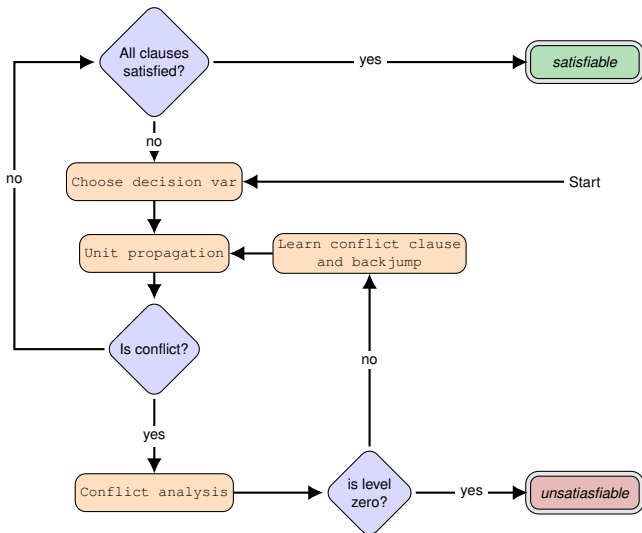 All clauses
satisfied?
yes
satisfiable
no
no
Choose decision var
Start
Unit propagation
Learn conflict clause
and backjump
Is conflict?
no
yes
Conflict analysis
is level
zero?
yes
unsatiasfiable